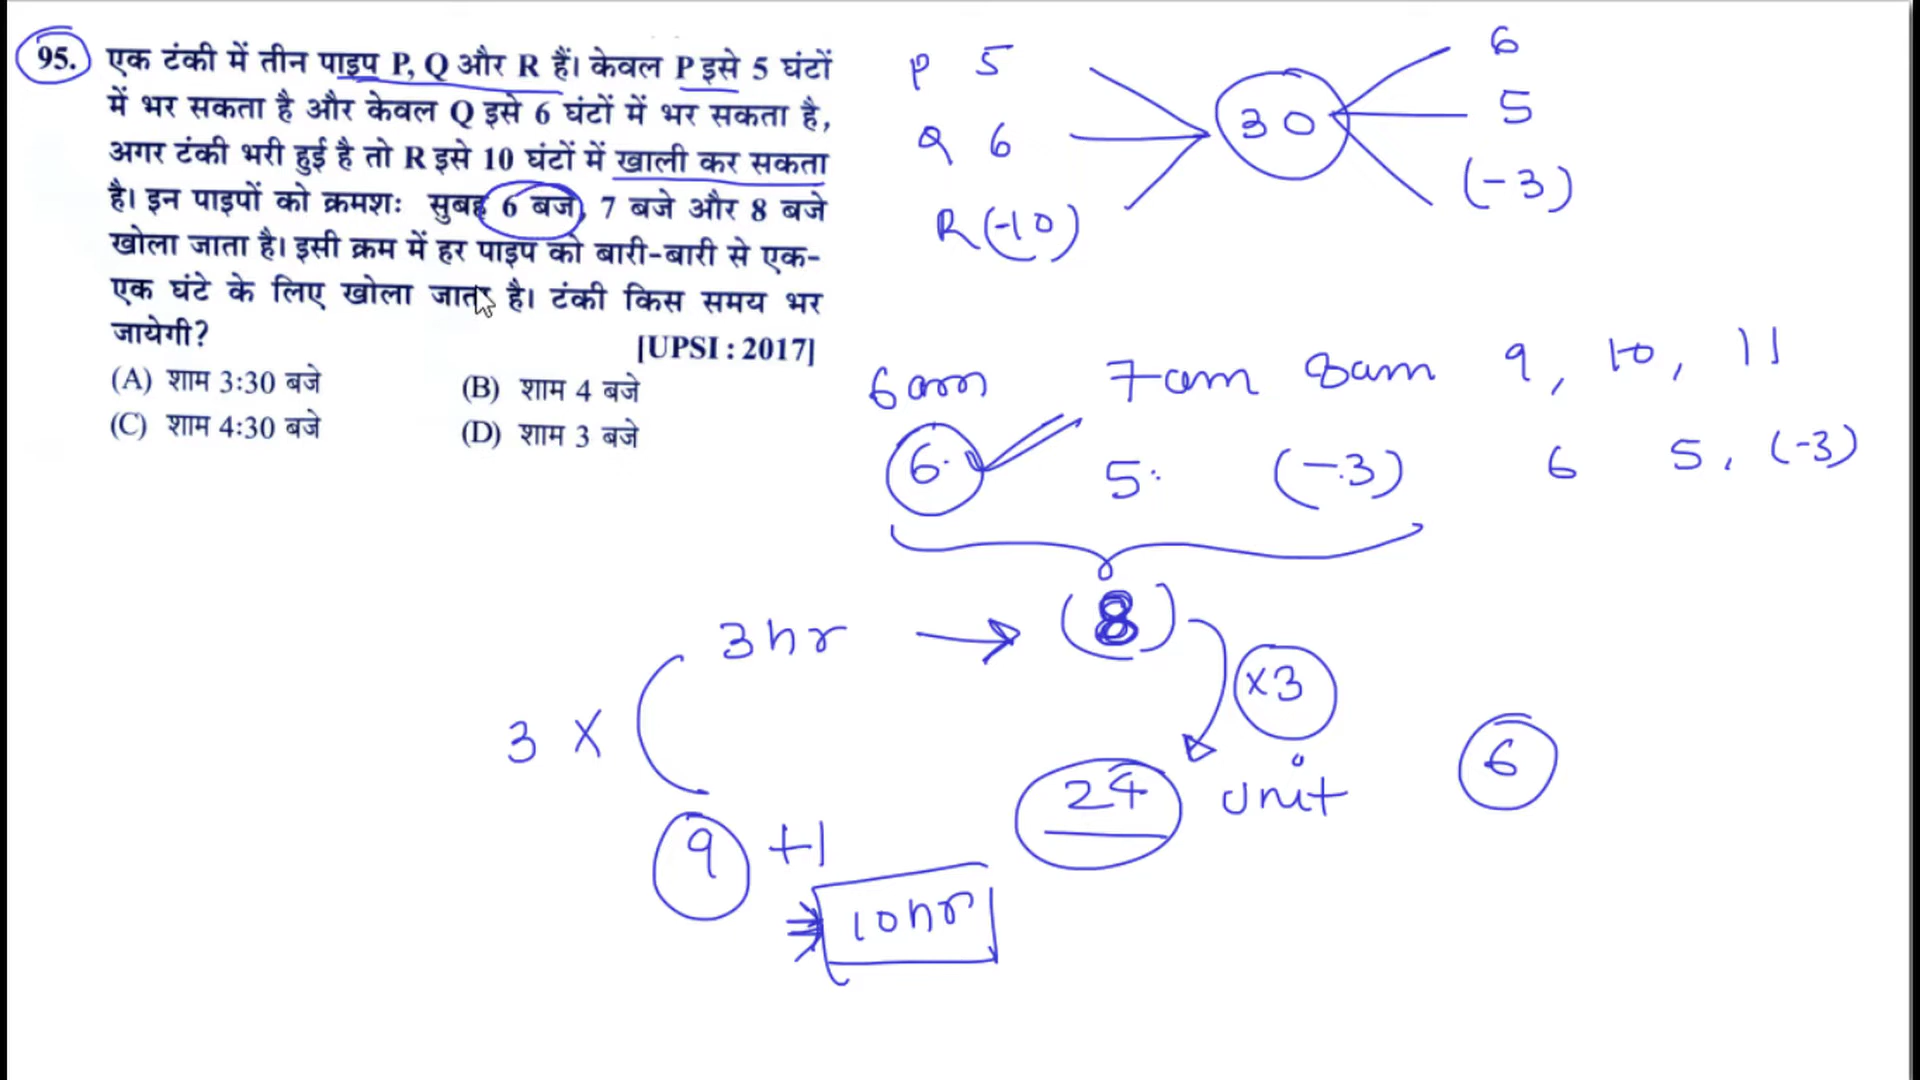 95. एक टंकी में तीन पाइप P, Q और R हैं। केवल P इसे 5 घंटों
में भर सकता है और केवल Q इसे 6 घंटों में भर सकता है,
अगर टंकी भरी हुई है तो R इसे 10 घंटों में खाली कर सकता
है। इन पाइपों को क्रमशः सुबह 6 बजे, 7 बजे और 8 बजे
खोला जाता है। इसी क्रम में हर पाइप को बारी-बारी से एक-
एक घंटे के लिए खोला जाता है। टंकी किस समय भर
जायेगी?
[UPSI : 2017]
(A) शाम 3:30 बजे
(B) शाम 4 बजे
(C) शाम 4:30 बजे
(D) शाम 3 बजे
P 5
Q 6
R (-10)
30
6
5
(-3)
6am 7am 8am 9, 10, 11
6 5 (-3) 6 5, (-3)
3hr (8)
×3
3 ×
24 unit 6
9 +1
10hr